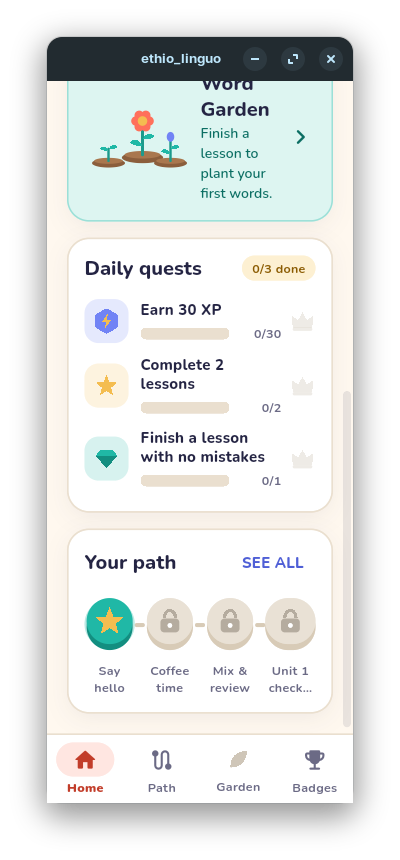 ethio_linguo
Word
Garden
Finish a
lesson to
plant your
first words.
Daily quests
0/3 done
Earn 30 XP
0/30
Complete 2
lessons
0/2
Finish a lesson
with no mistakes
0/1
Your path
SEE ALL
Say
hello
Coffee
time
Mix &
review
Unit 1
check...
Home
Path
Garden
Badges